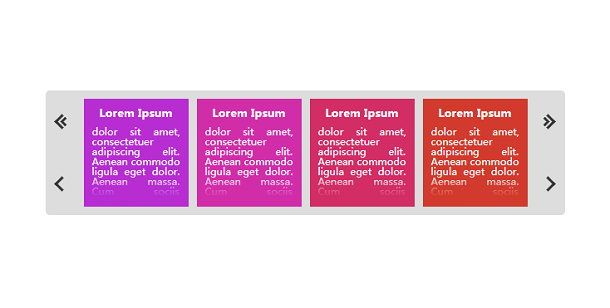 Lorem Ipsum
dolor sit amet,
consectetuer
adipiscing elit.
Aenean commodo
ligula eget dolor.
Aenean massa.
Cum sociis
Lorem Ipsum
dolor sit amet,
consectetuer
adipiscing elit.
Aenean commodo
ligula eget dolor.
Aenean massa.
Cum sociis
Lorem Ipsum
dolor sit amet,
consectetuer
adipiscing elit.
Aenean commodo
ligula eget dolor.
Aenean massa.
Cum sociis
Lorem Ipsum
dolor sit amet,
consectetuer
adipiscing elit.
Aenean commodo
ligula eget dolor.
Aenean massa.
Cum sociis